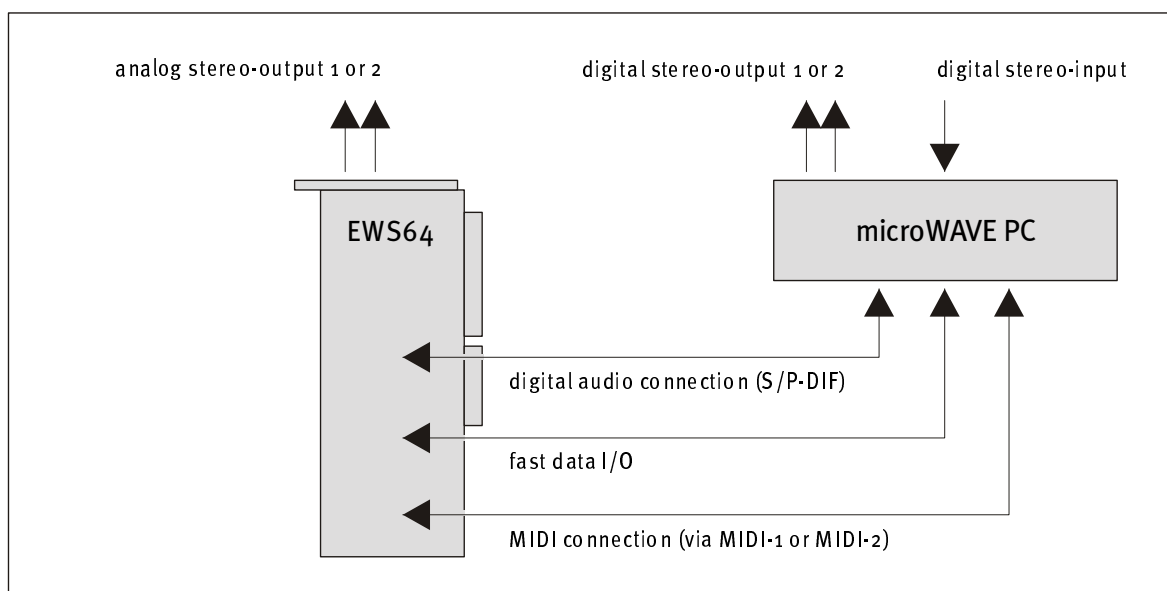 analog stereo-output 1 or 2
digital stereo-output 1 or 2
digital stereo-input
EWS64
microWAVE PC
digital audio connection (S/P-DIF)
fast data I/O
MIDI connection (via MIDI-1 or MIDI-2)